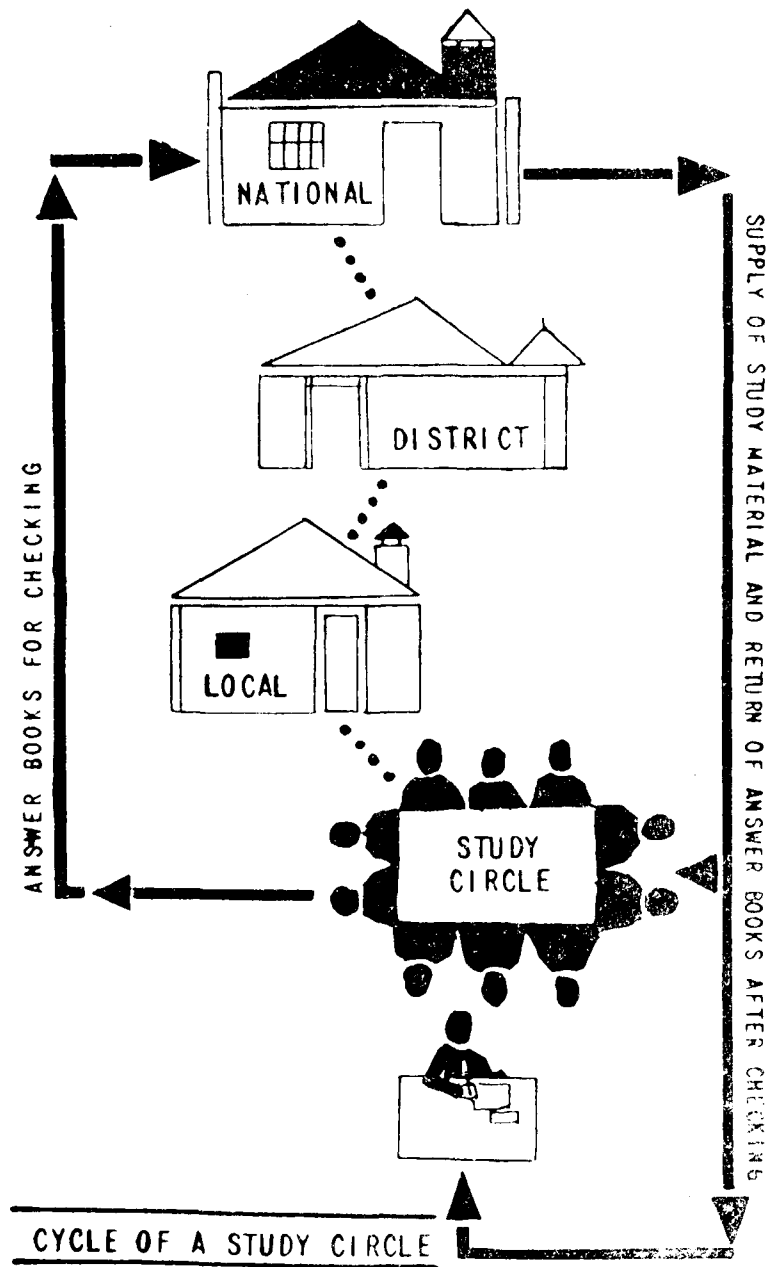 NATIONAL
DISTRICT
LOCAL
STUDY
CIRCLE
ANSWER BOOKS FOR CHECKING
SUPPLY OF STUDY MATERIAL AND RETURN OF ANSWER BOOKS AFTER CHECKING
CYCLE OF A STUDY CIRCLE